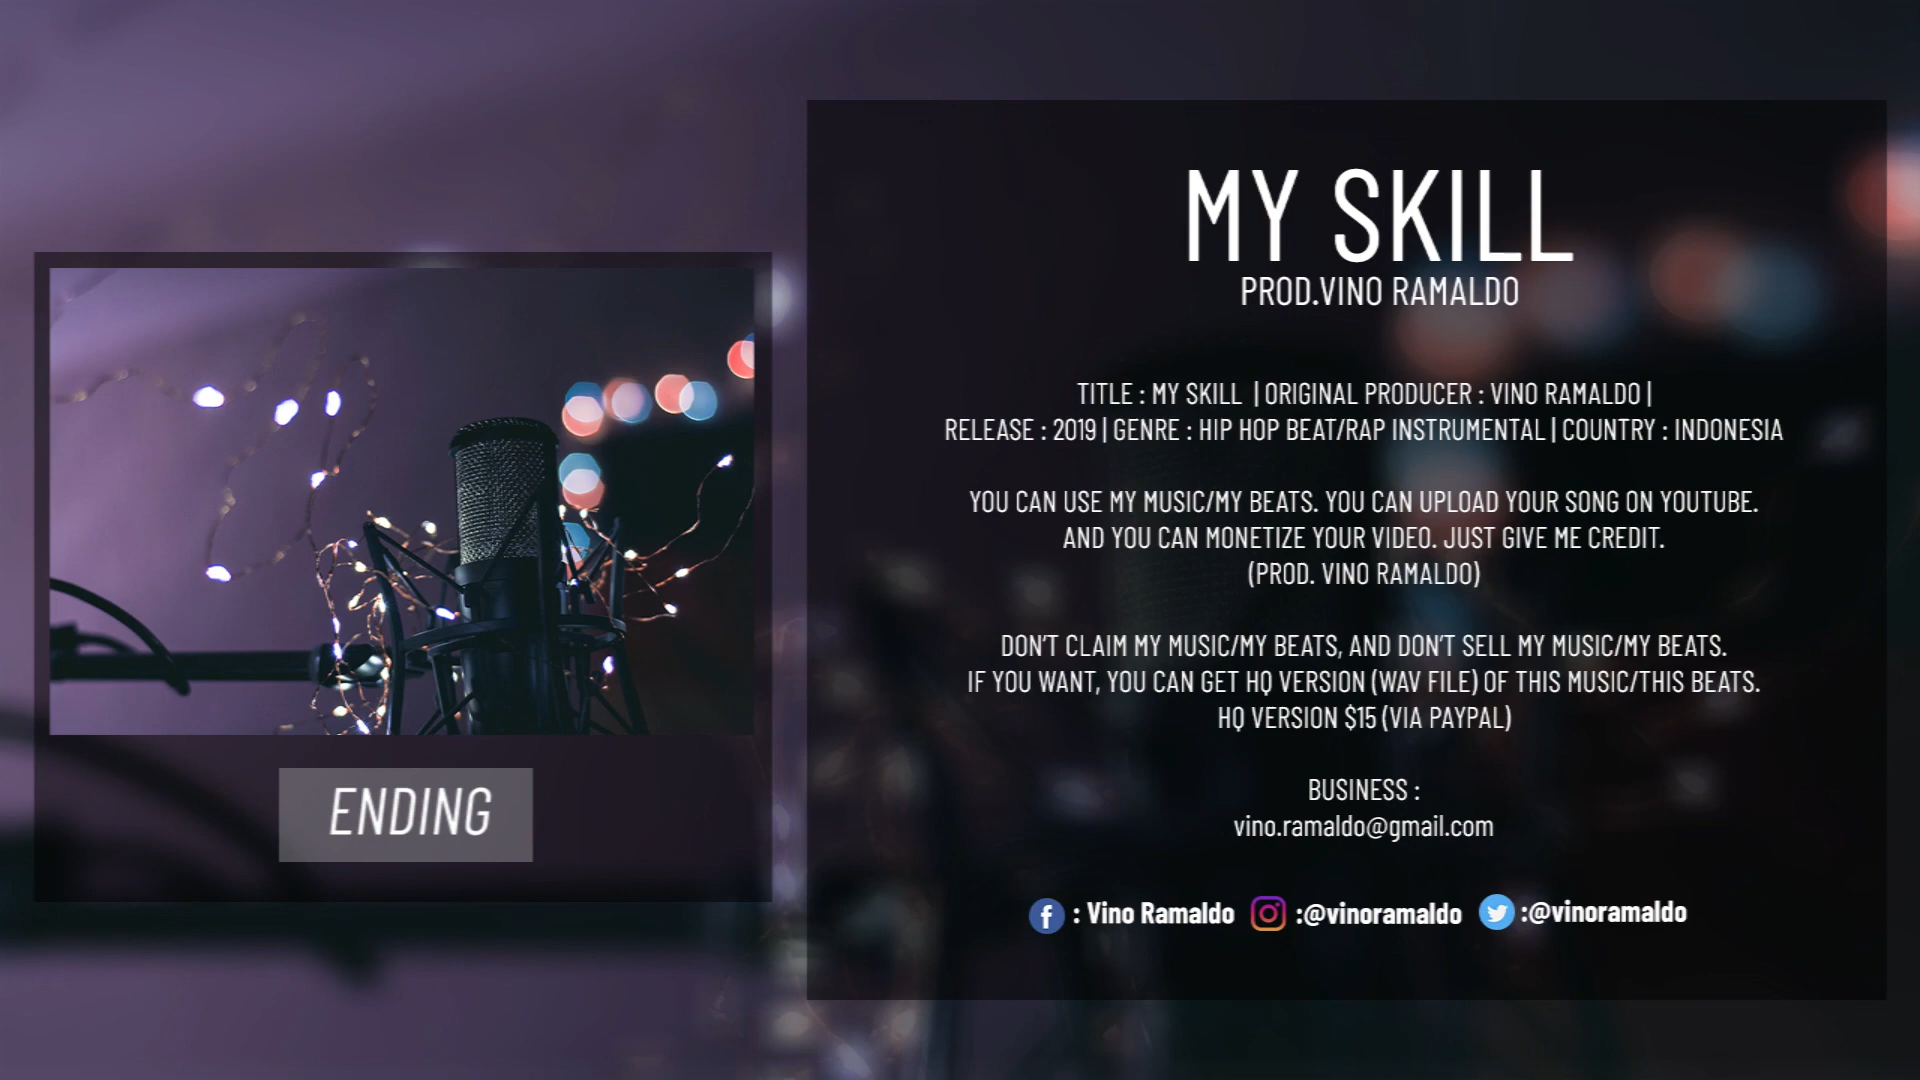 MY SKILL
PROD.VINO RAMALDO
TITLE : MY SKILL | ORIGINAL PRODUCER : VINO RAMALDO |
RELEASE : 2019 | GENRE : HIP HOP BEAT/RAP INSTRUMENTAL | COUNTRY : INDONESIA
YOU CAN USE MY MUSIC/MY BEATS. YOU CAN UPLOAD YOUR SONG ON YOUTUBE.
AND YOU CAN MONETIZE YOUR VIDEO. JUST GIVE ME CREDIT.
(PROD. VINO RAMALDO)
DON'T CLAIM MY MUSIC/MY BEATS, AND DON'T SELL MY MUSIC/MY BEATS.
IF YOU WANT, YOU CAN GET HQ VERSION (WAV FILE) OF THIS MUSIC/THIS BEATS.
HQ VERSION $15 (VIA PAYPAL)
BUSINESS :
vino.ramaldo@gmail.com
: Vino Ramaldo :@vinoramaldo :@vinoramaldo
ENDING